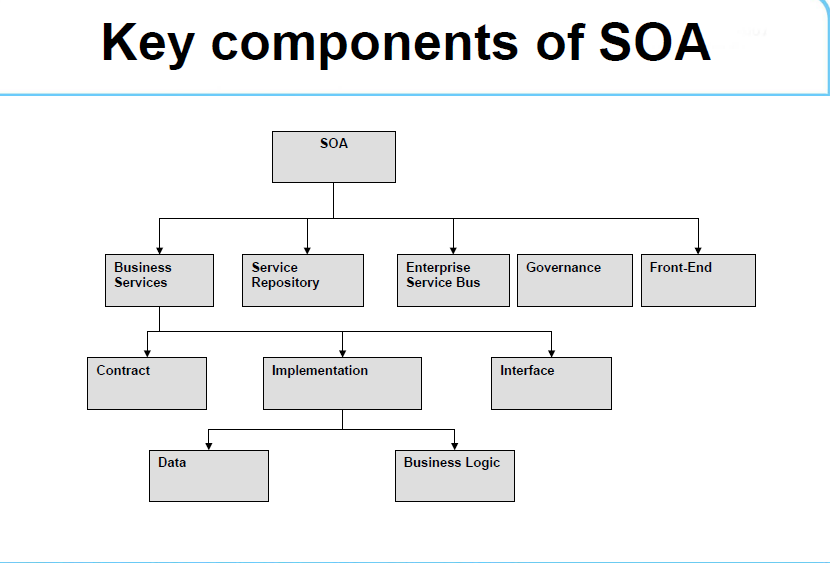 Key components of SOA
SOA
Business
Services
Service
Repository
Enterprise
Service Bus
Governance
Front-End
Contract
Implementation
Interface
Data
Business Logic